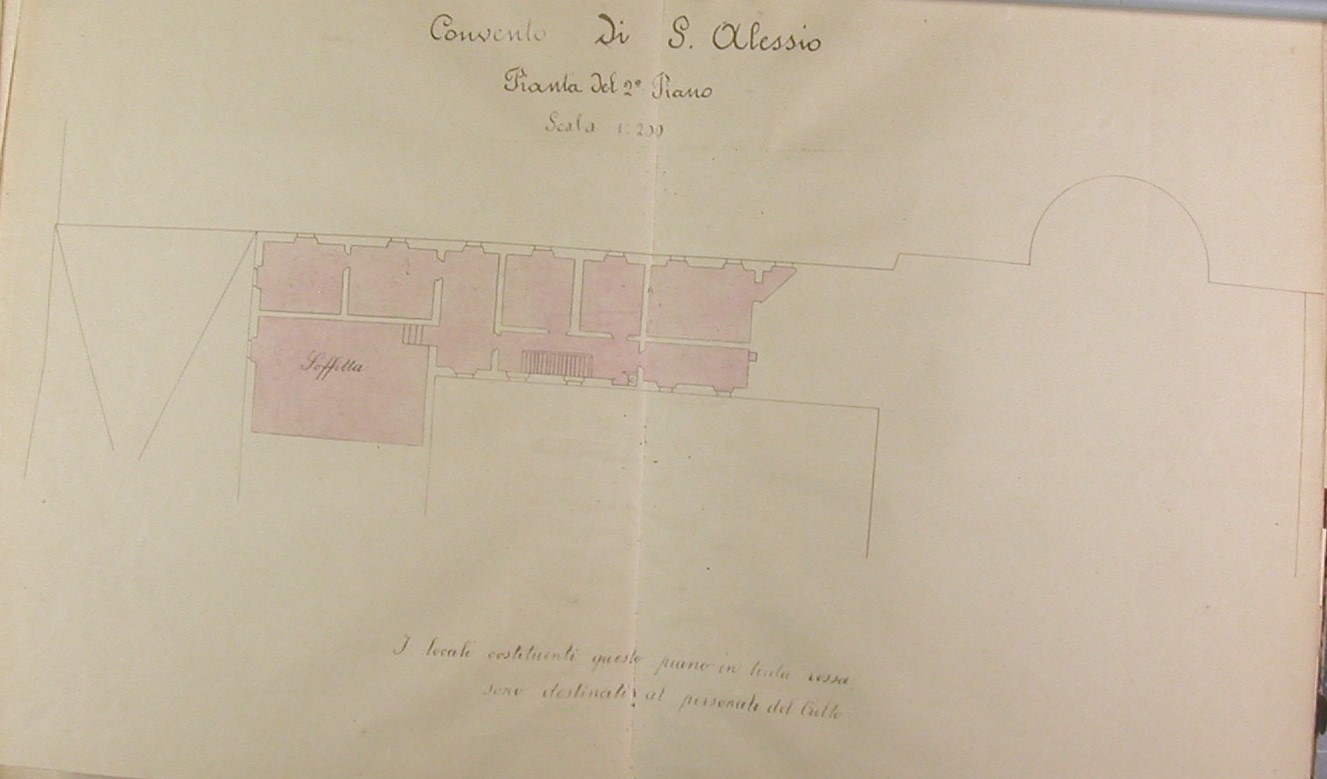 Convento Di S. Alessio
Pianta Del 2º Piano
Scala 1:200
Soffitta
I locali costituenti questo piano in tinta rossa
sono destinati al personale del Culto